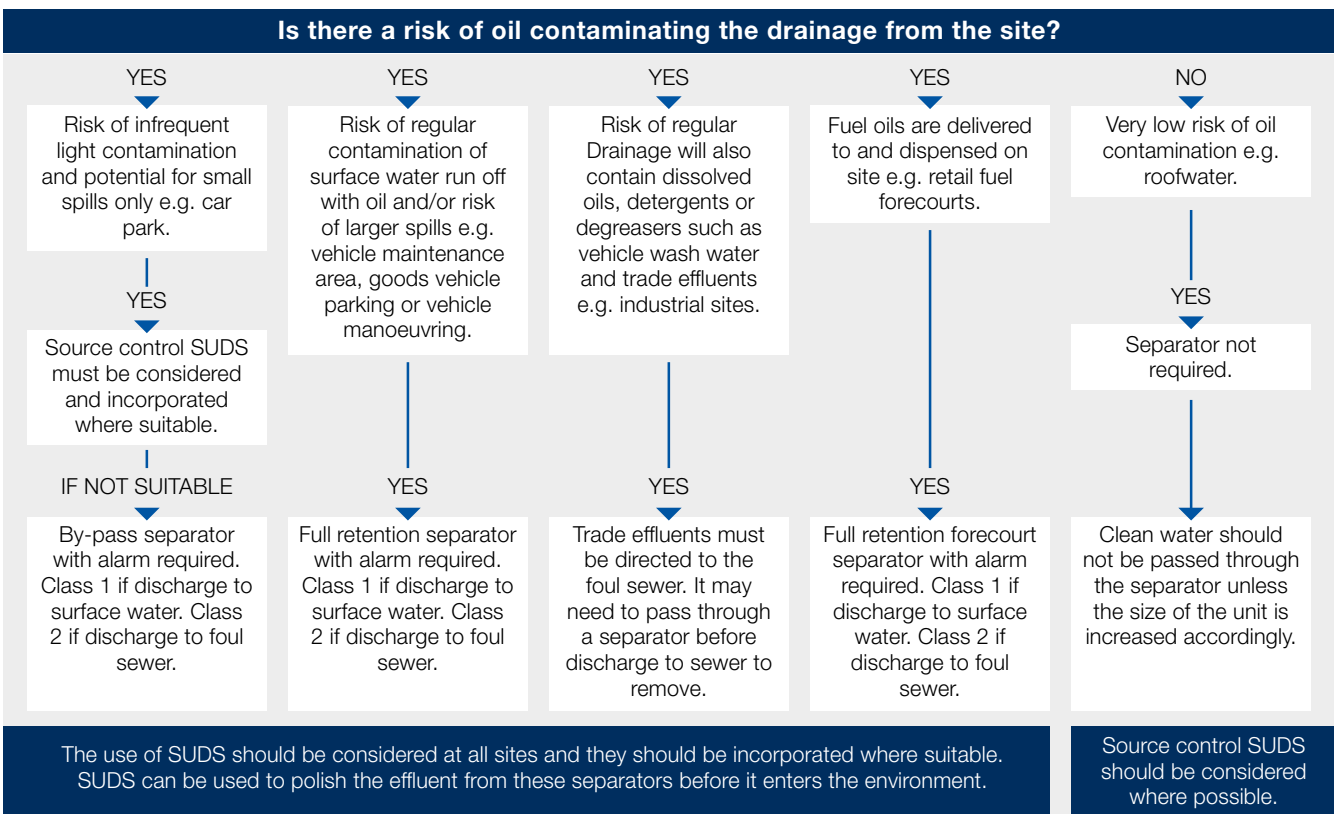 Is there a risk of oil contaminating the drainage from the site?
YES
Risk of infrequent
light contamination
and potential for small
spills only e.g. car
park.
YES
Source control SUDS
must be considered
and incorporated
where suitable.
IF NOT SUITABLE
By-pass separator
with alarm required.
Class 1 if discharge to
surface water. Class
2 if discharge to foul
sewer.
YES
Risk of regular
contamination of
surface water run off
with oil and/or risk
of larger spills e.g.
vehicle maintenance
area, goods vehicle
parking or vehicle
manoeuvring.
YES
Full retention separator
with alarm required.
Class 1 if discharge to
surface water. Class
2 if discharge to foul
sewer.
YES
Risk of regular
Drainage will also
contain dissolved
oils, detergents or
degreasers such as
vehicle wash water
and trade effluents
e.g. industrial sites.
YES
Trade effluents must
be directed to the
foul sewer. It may
need to pass through
a separator before
discharge to sewer to
remove.
YES
Fuel oils are delivered
to and dispensed on
site e.g. retail fuel
forecourts.
YES
Full retention forecourt
separator with alarm
required. Class 1 if
discharge to surface
water. Class 2 if
discharge to foul
sewer.
NO
Very low risk of oil
contamination e.g.
roofwater.
YES
Separator not
required.
Clean water should
not be passed through
the separator unless
the size of the unit is
increased accordingly.
The use of SUDS should be considered at all sites and they should be incorporated where suitable.
SUDS can be used to polish the effluent from these separators before it enters the environment.
Source control SUDS
should be considered
where possible.